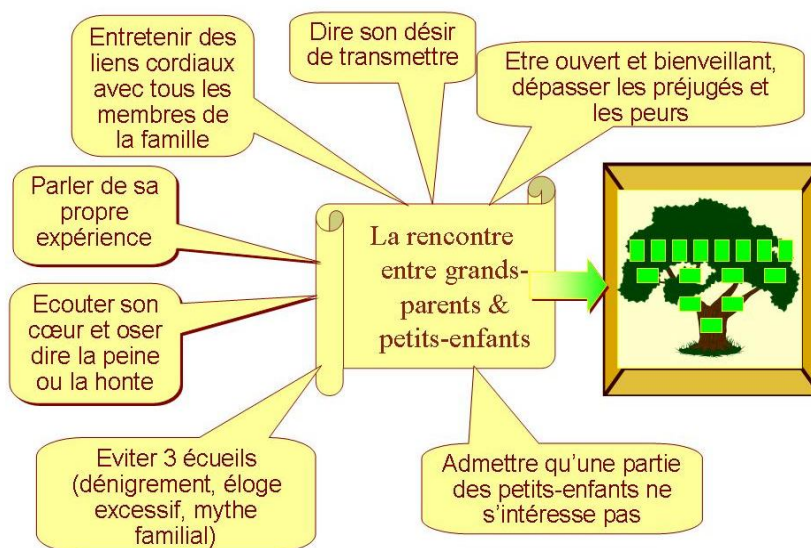 Entretenir des
liens cordiaux
avec tous les
membres de
la famille
Dire son désir
de transmettre
Etre ouvert et bienveillant,
dépasser les préjugés et
les peurs
Parler de sa
propre
expérience
La rencontre
entre grands-
parents &
petits-enfants
Ecouter son
cœur et oser
dire la peine
ou la honte
Eviter 3 écueils
(dénigrement, éloge
excessif, mythe
familial)
Admettre qu'une partie
des petits-enfants ne
s'intéresse pas